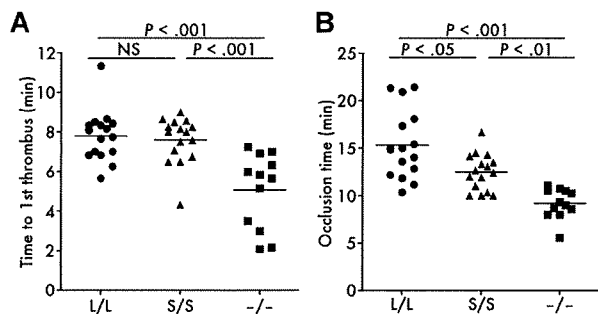 A
P < .001
NS
P < .001
Time to 1st thrombus (min)
12
10
8
6
4
2
0
L/L
S/S
-/-
B
P < .001
P < .05
P < .01
Occlusion time (min)
25
20
15
10
5
0
L/L
S/S
-/-